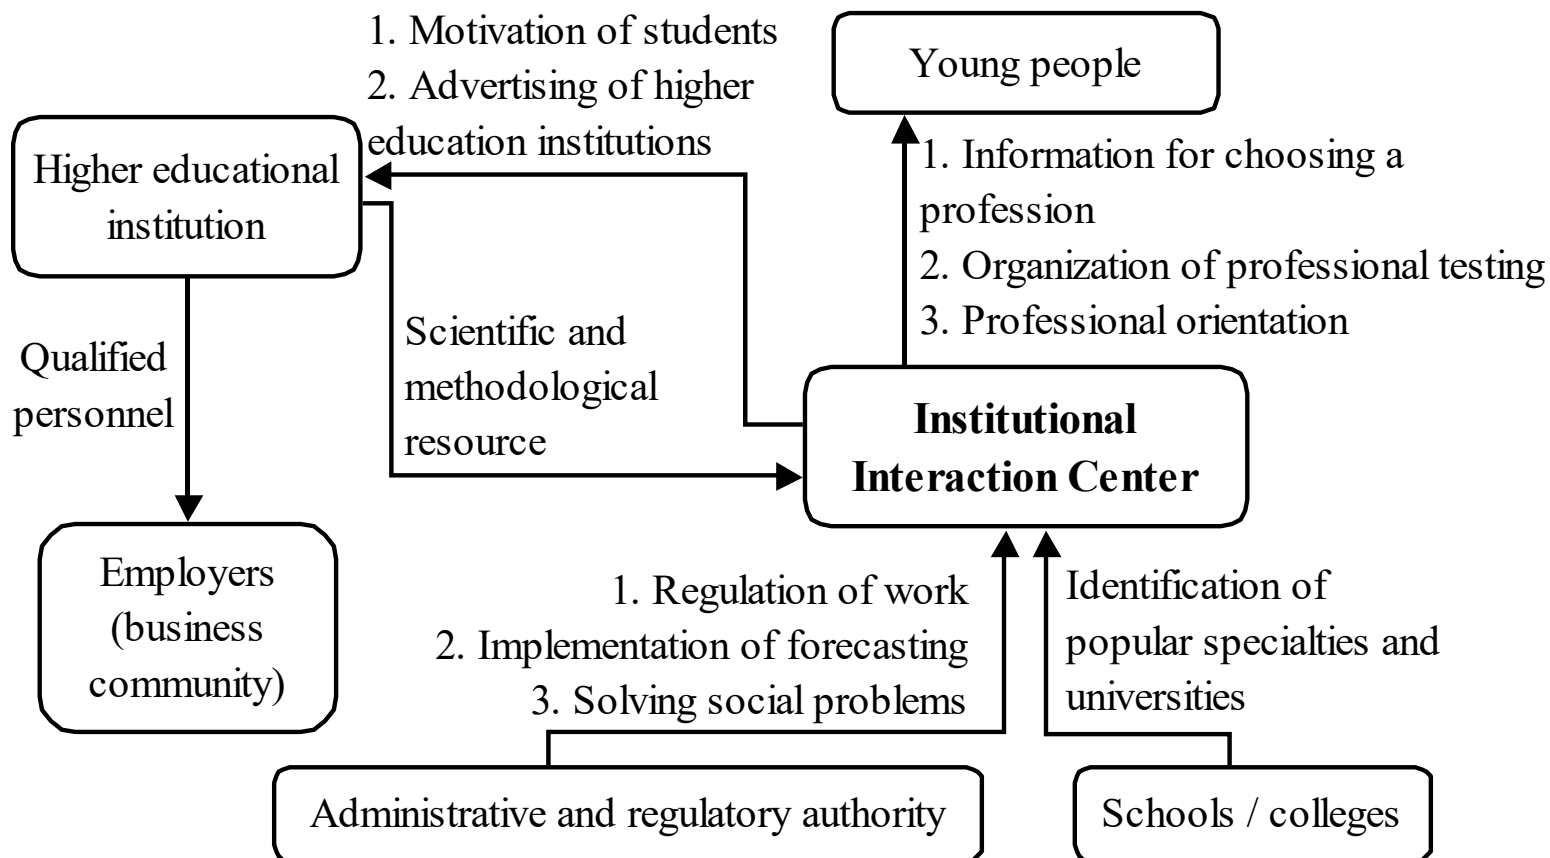 1. Motivation of students
2. Advertising of higher
education institutions
Young people
Higher educational
institution
1. Information for choosing a
profession
2. Organization of professional testing
3. Professional orientation
Qualified
personnel
Scientific and
methodological
resource
Institutional
Interaction Center
Employers
(business
community)
1. Regulation of work
2. Implementation of forecasting
3. Solving social problems
Identification of
popular specialties and
universities
Administrative and regulatory authority
Schools / colleges